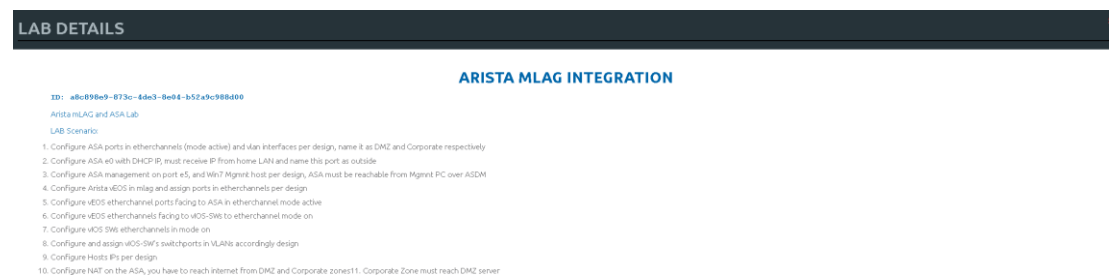 LAB DETAILS
ARISTA MLAG INTEGRATION
ID: a8c898e9-873c-4de3-8e04-b52a9c988d00
Arista mLAG and ASA Lab
LAB Scenario:
1. Configure ASA ports in etherchannels (mode active) and vlan interfaces per design, name it as DMZ and Corporate respectively
2. Configure ASA e0 with DHCP IP, must receive IP from home LAN and name this port as outside
3. Configure ASA management on port e5, and Win7 Mgmnt host per design, ASA must be reachable from Mgmnt PC over ASDM
4. Configure Arista vEOS in mlag and assign ports in etherchannels per design
5. Configure vEOS etherchannel ports facing to ASA in etherchannel mode active
6. Configure vEOS etherchannels facing to vIOS-SWs to etherchannel mode on
7. Configure vIOS SWs etherchannels in mode on
8. Configure and assign vIOS-SW's switchports in VLANs accordingly design
9. Configure Hosts IPs per design
10. Configure NAT on the ASA, you have to reach internet from DMZ and Corporate zones11. Corporate Zone must reach DMZ server